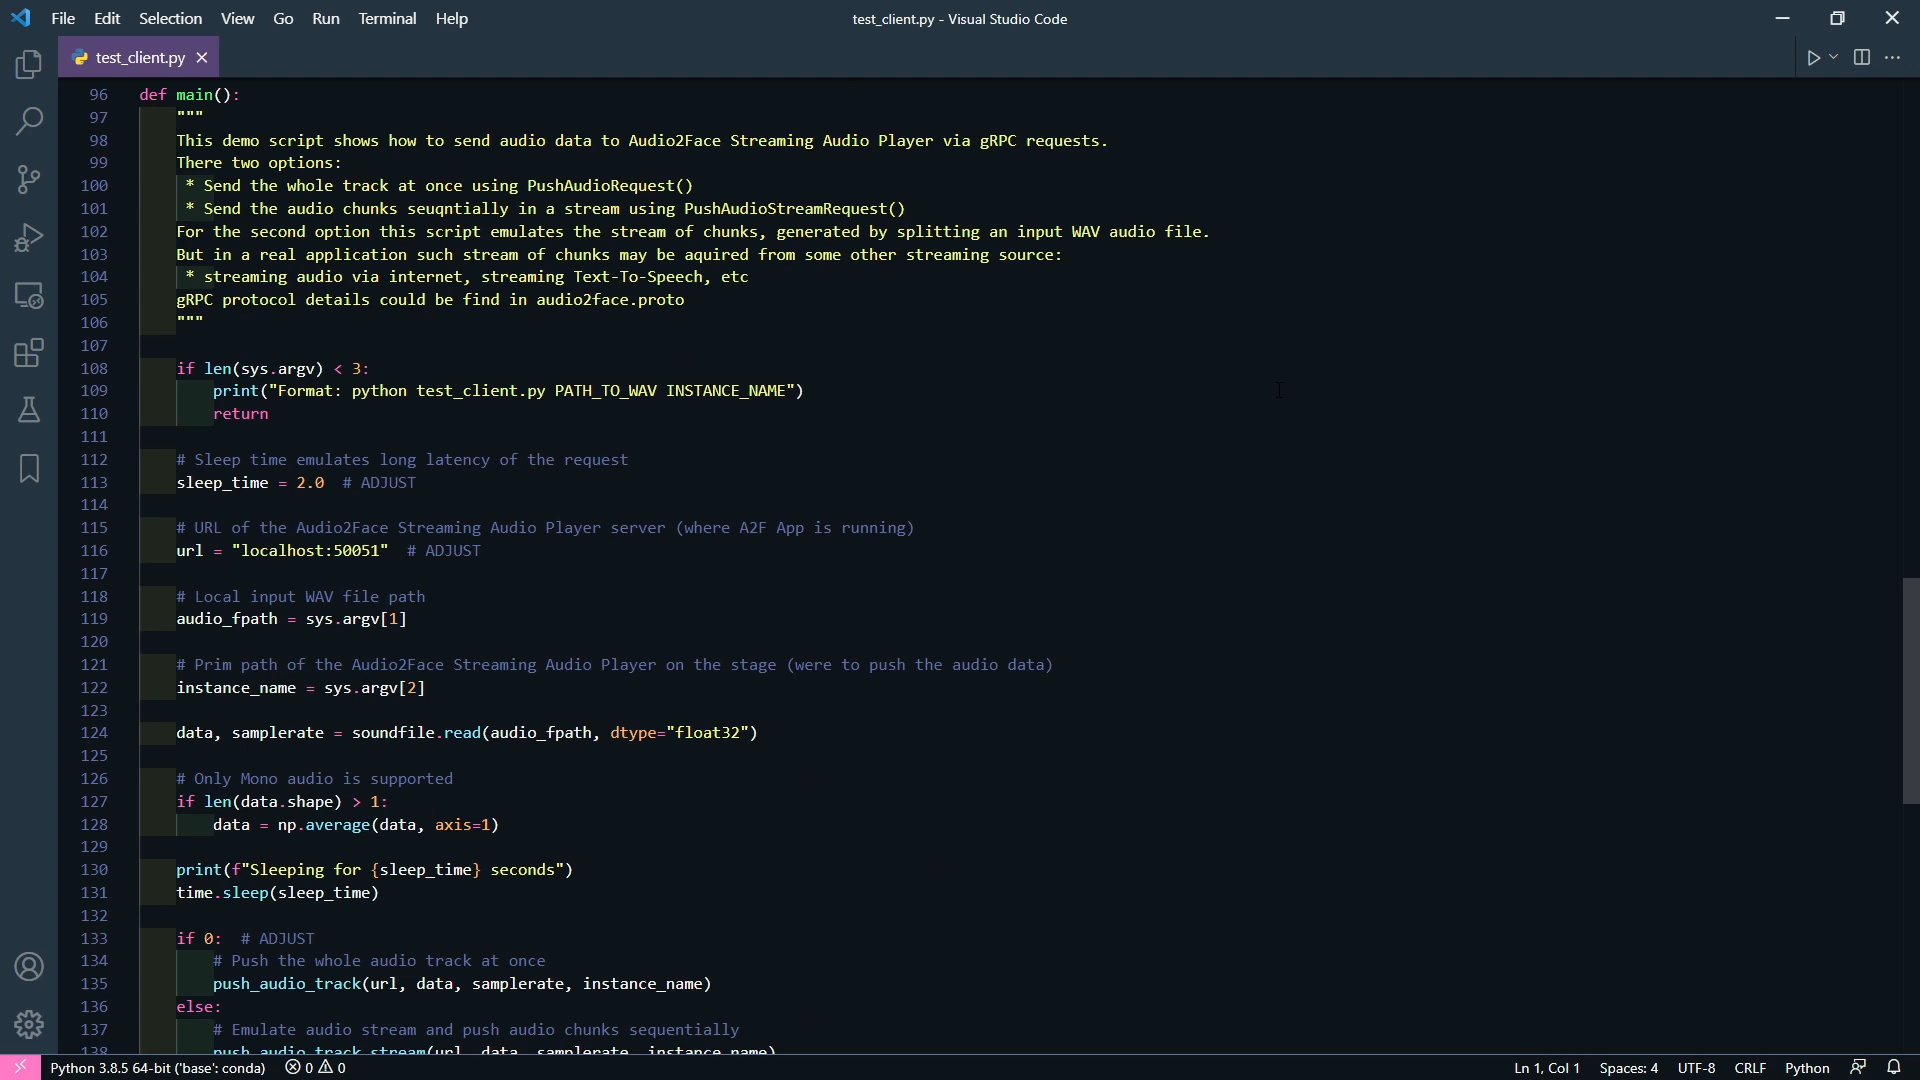 File Edit Selection View Go Run Terminal Help
test_client.py - Visual Studio Code
test_client.py
96 def main():
97 """
98 This demo script shows how to send audio data to Audio2Face Streaming Audio Player via gRPC requests.
99 There two options:
100 * Send the whole track at once using PushAudioRequest()
101 * Send the audio chunks seuqntially in a stream using PushAudioStreamRequest()
102 For the second option this script emulates the stream of chunks, generated by splitting an input WAV audio file.
103 But in a real application such stream of chunks may be aquired from some other streaming source:
104 * streaming audio via internet, streaming Text-To-Speech, etc
105 gRPC protocol details could be find in audio2face.proto
106 """
107
108 if len(sys.argv) < 3:
109 print("Format: python test_client.py PATH_TO_WAV INSTANCE_NAME")
110 return
111
112 # Sleep time emulates long latency of the request
113 sleep_time = 2.0 # ADJUST
114
115 # URL of the Audio2Face Streaming Audio Player server (where A2F App is running)
116 url = "localhost:50051" # ADJUST
117
118 # Local input WAV file path
119 audio_fpath = sys.argv[1]
120
121 # Prim path of the Audio2Face Streaming Audio Player on the stage (were to push the audio data)
122 instance_name = sys.argv[2]
123
124 data, samplerate = soundfile.read(audio_fpath, dtype="float32")
125
126 # Only Mono audio is supported
127 if len(data.shape) > 1:
128 data = np.average(data, axis=1)
129
130 print(f"Sleeping for {sleep_time} seconds")
131 time.sleep(sleep_time)
132
133 if 0: # ADJUST
134 # Push the whole audio track at once
135 push_audio_track(url, data, samplerate, instance_name)
136 else:
137 # Emulate audio stream and push audio chunks sequentially
138 push_audio_track_stream(url, data, samplerate, instance_name)
Python 3.8.5 64-bit ('base': conda) 0 0 Ln 1, Col 1 Spaces: 4 UTF-8 CRLF Python